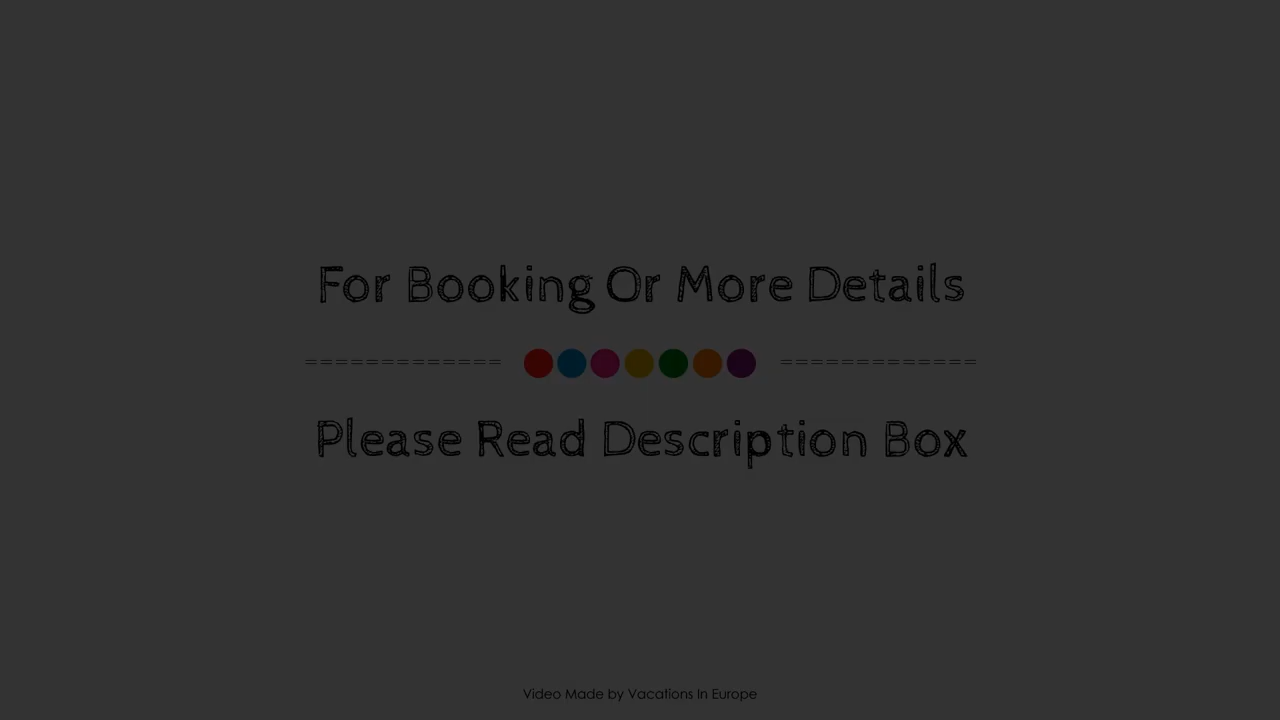 For Booking Or More Details
============= =============
Please Read Description Box
Video Made by Vacations In Europe